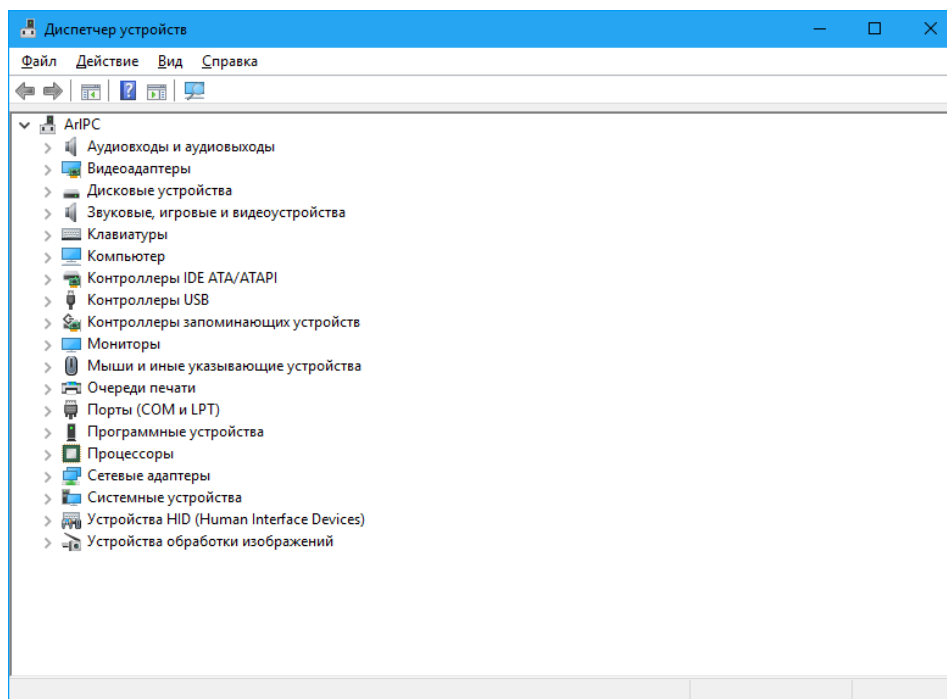 Диспетчер устройств
Файл Действие Вид Справка
ArlPC
Аудиовходы и аудиовыходы
Видеоадаптеры
Дисковые устройства
Звуковые, игровые и видеоустройства
Клавиатуры
Компьютер
Контроллеры IDE ATA/ATAPI
Контроллеры USB
Контроллеры запоминающих устройств
Мониторы
Мыши и иные указывающие устройства
Очереди печати
Порты (COM и LPT)
Программные устройства
Процессоры
Сетевые адаптеры
Системные устройства
Устройства HID (Human Interface Devices)
Устройства обработки изображений